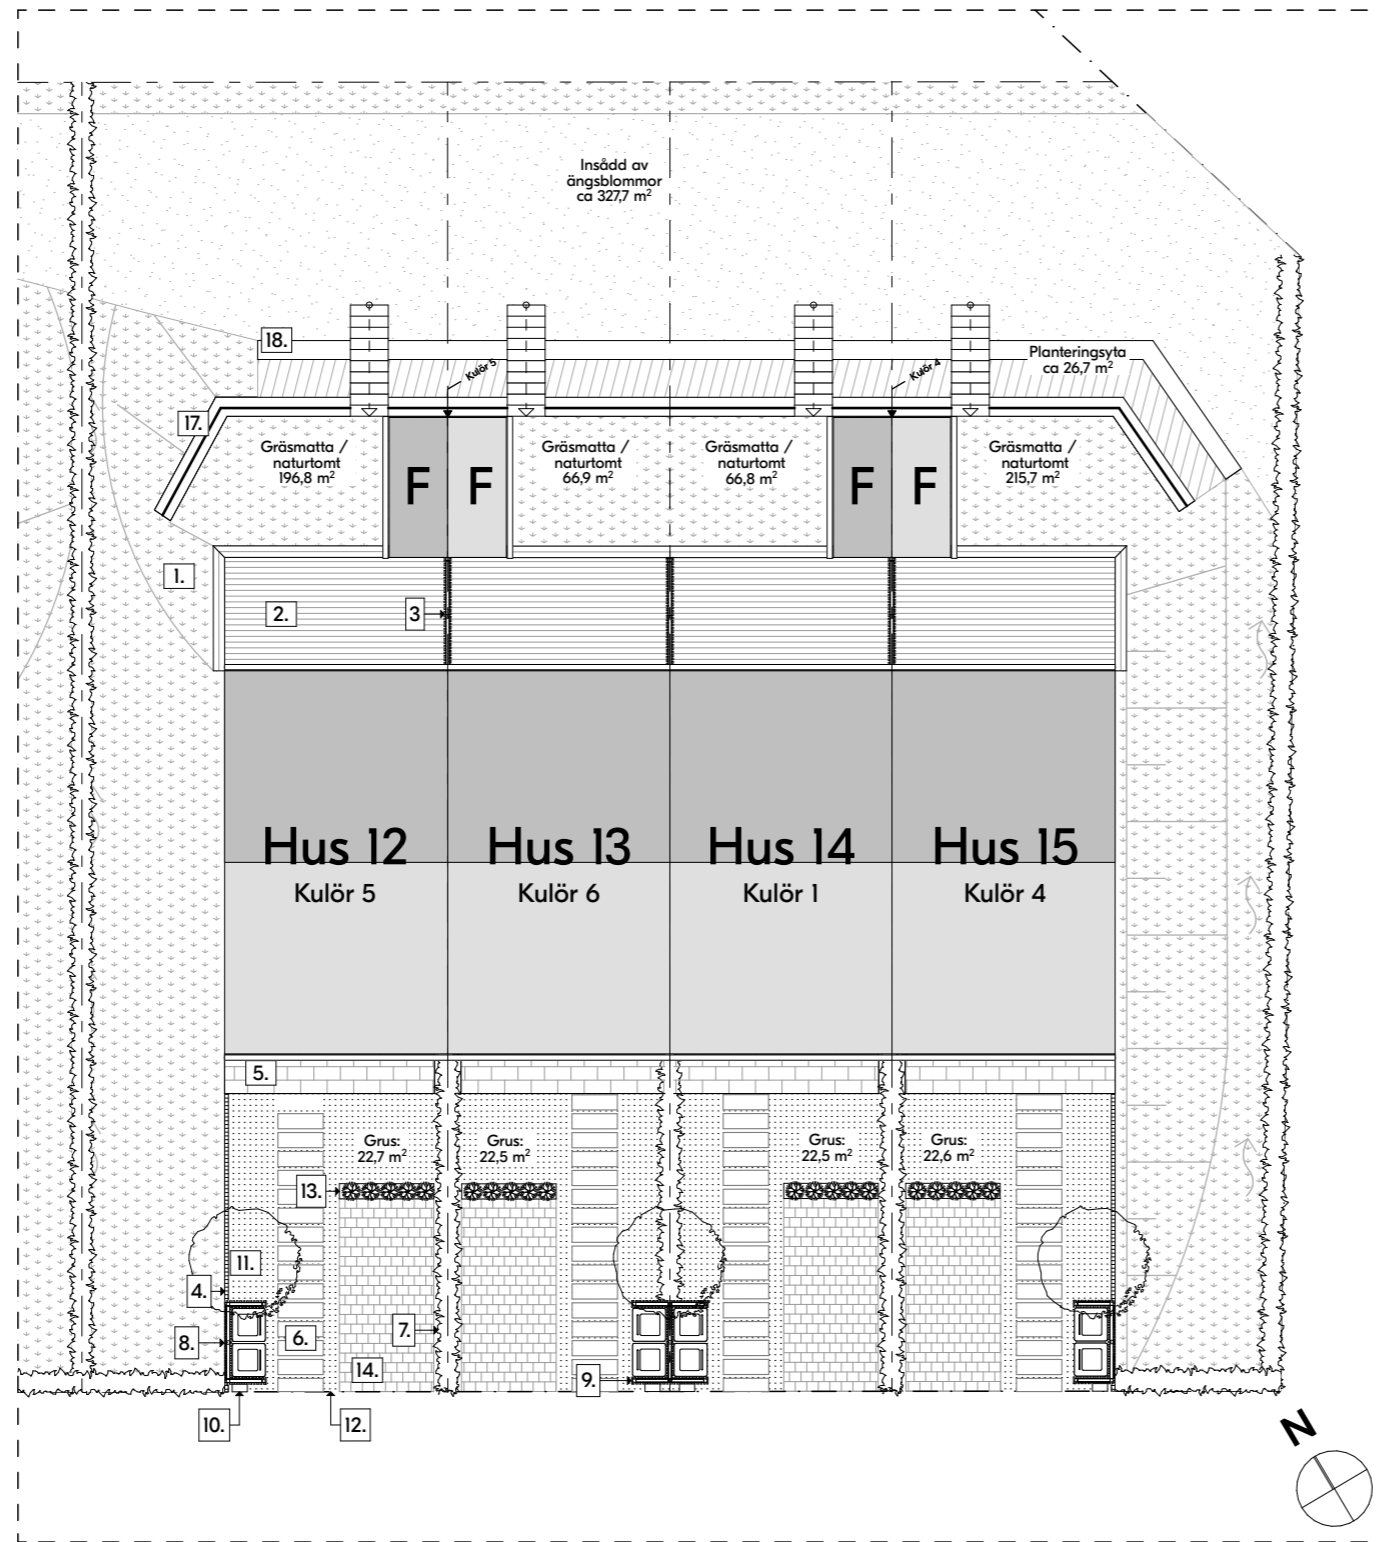 Insådd av
ängsblommor
ca 327,7 m²
18.
Planteringsyta
ca 26,7 m²
Kulör 5
Kulör 4
17.
Gräsmatta /
naturtomt
196,8 m²
F
F
Gräsmatta /
naturtomt
66,9 m²
Gräsmatta /
naturtomt
66,8 m²
F
F
Gräsmatta /
naturtomt
215,7 m²
1.
2.
3
Hus 12
Kulör 5
Hus 13
Kulör 6
Hus 14
Kulör 1
Hus 15
Kulör 4
5.
Grus:
22,7 m²
Grus:
22,5 m²
Grus:
22,5 m²
Grus:
22,6 m²
13.
11.
4.
8.
6.
7.
14.
9.
10.
12.
N